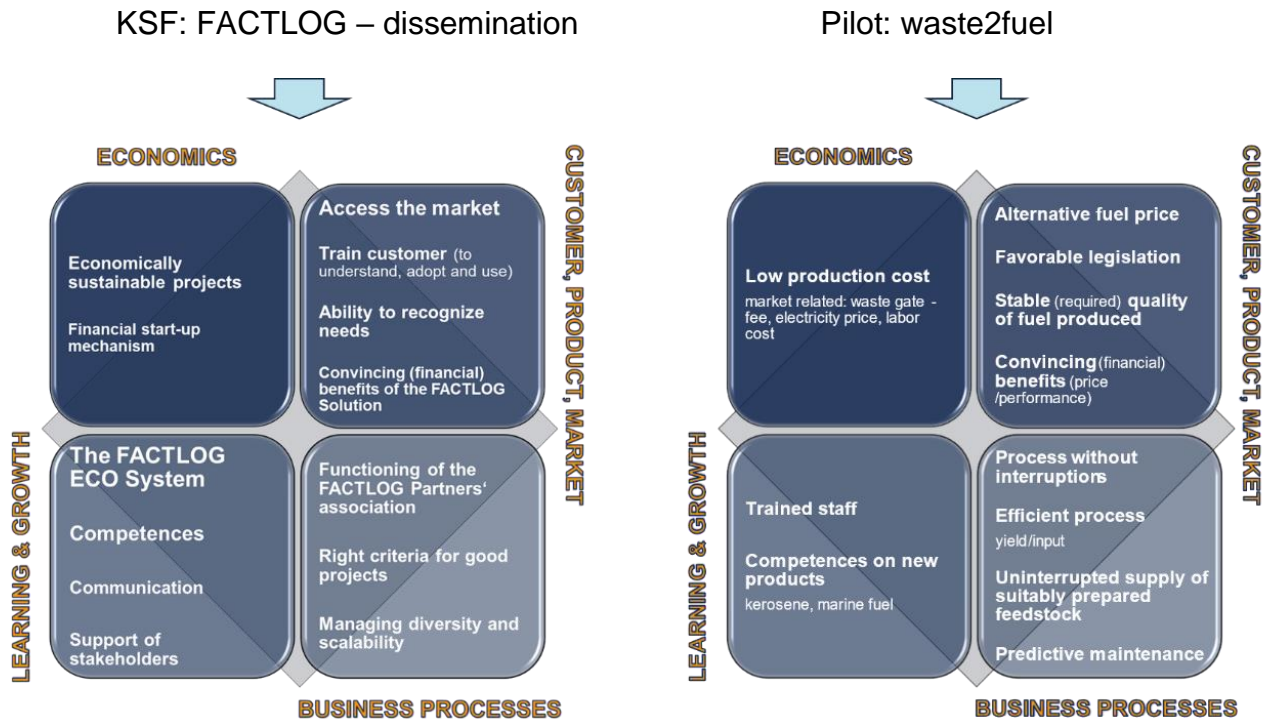 KSF: FACTLOG – dissemination
ECONOMICS
CUSTOMER, PRODUCT, MARKET
Economically
sustainable projects
Financial start-up
mechanism
Access the market
Train customer (to
understand, adopt and use)
Ability to recognize
needs
Convincing (financial)
benefits of the FACTLOG
Solution
LEARNING & GROWTH
The FACTLOG
ECO System
Competences
Communication
Support of
stakeholders
Functioning of the
FACTLOG Partners‘
association
Right criteria for good
projects
Managing diversity and
scalability
BUSINESS PROCESSES
Pilot: waste2fuel
ECONOMICS
CUSTOMER, PRODUCT, MARKET
Low production cost
market related: waste gate -
fee, electricity price, labor
cost
Alternative fuel price
Favorable legislation
Stable (required) quality
of fuel produced
Convincing(financial)
benefits (price
/performance)
LEARNING & GROWTH
Trained staff
Competences on new
products
kerosene, marine fuel
Process without
interruptions
Efficient process
yield/input
Uninterrupted supply of
suitably prepared
feedstock
Predictive maintenance
BUSINESS PROCESSES